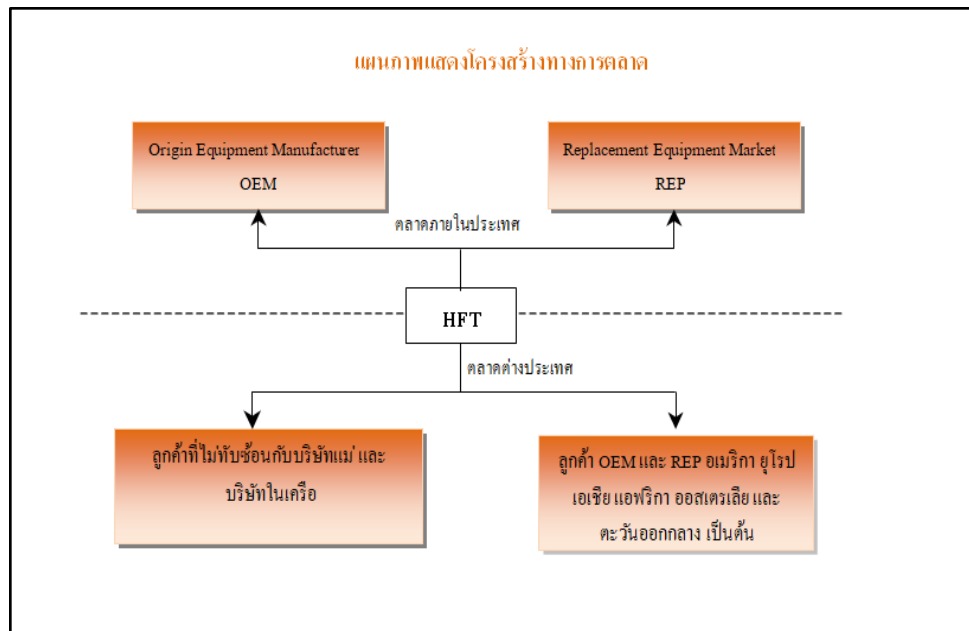 แผนภาพแสดงโครงสร้างทางการตลาด
Origin Equipment Manufacturer
OEM
Replacement Equipment Market
REP
ตลาดภายในประเทศ
HFT
ตลาดต่างประเทศ
ลูกค้าที่ไม่ทับซ้อนกับบริษัทแม่ และ
บริษัทในเครือ
ลูกค้า OEM และ REP อเมริกา ยุโรป
เอเชีย แอฟริกา ออสเตรเลีย และ
ตะวันออกกลาง เป็นต้น